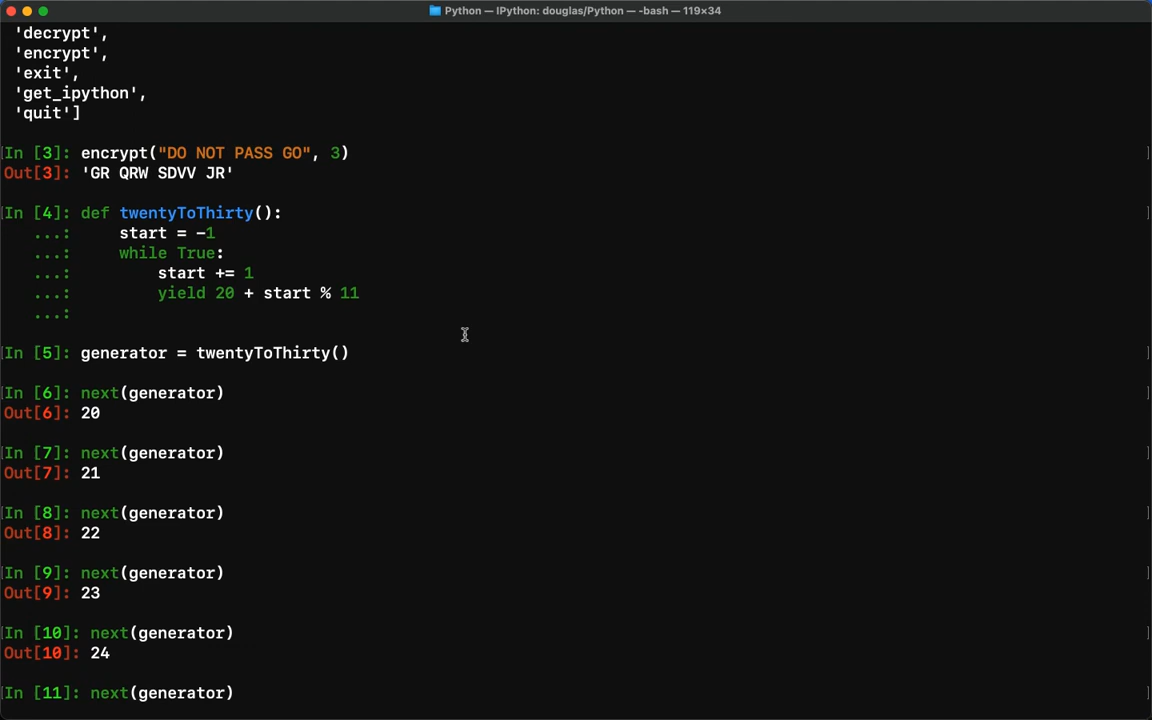 Python — IPython: douglas/Python — -bash — 119×34
'decrypt',
'encrypt',
'exit',
'get_ipython',
'quit']
[In [3]: encrypt("DO NOT PASS GO", 3) ]
Out[3]: 'GR QRW SDVV JR'
[In [4]: def twentyToThirty(): ]
...: start = -1
...: while True:
...: start += 1
...: yield 20 + start % 11
...:
[In [5]: generator = twentyToThirty() ]
[In [6]: next(generator) ]
Out[6]: 20
[In [7]: next(generator) ]
Out[7]: 21
[In [8]: next(generator) ]
Out[8]: 22
[In [9]: next(generator) ]
Out[9]: 23
[In [10]: next(generator) ]
Out[10]: 24
[In [11]: next(generator) ]